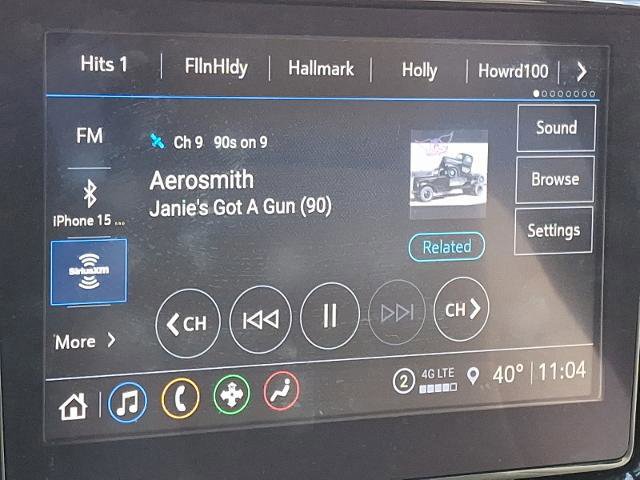 Hits 1
FllnHldy
Hallmark
Holly
Howrd100
FM
Ch 9 90s on 9
Aerosmith
Janie's Got A Gun (90)
Sound
Browse
Settings
iPhone 15 ...
SiriusXM
Related
More
CH
CH
2
4G LTE
40°
11:04